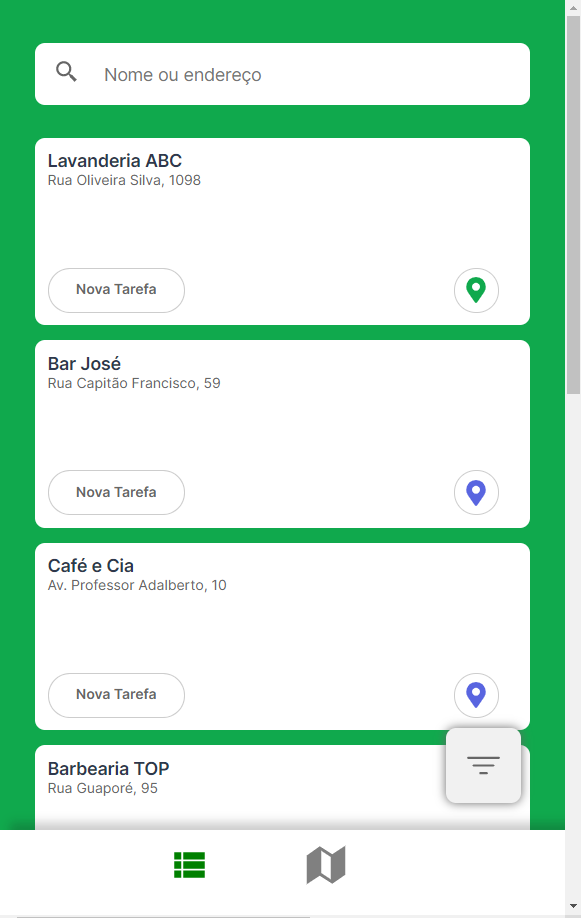 Nome ou endereço
Lavanderia ABC
Rua Oliveira Silva, 1098
Nova Tarefa
Bar José
Rua Capitão Francisco, 59
Nova Tarefa
Café e Cia
Av. Professor Adalberto, 10
Nova Tarefa
Barbearia TOP
Rua Guaporé, 95